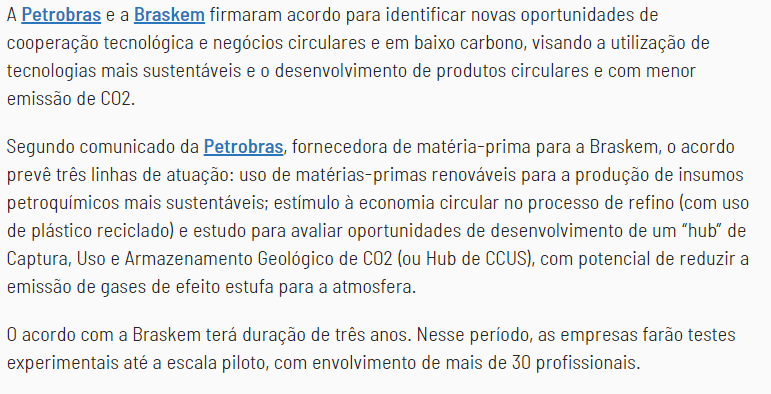 A Petrobras e a Braskem firmaram acordo para identificar novas oportunidades de
cooperação tecnológica e negócios circulares e em baixo carbono, visando a utilização de
tecnologias mais sustentáveis e o desenvolvimento de produtos circulares e com menor
emissão de CO2.
Segundo comunicado da Petrobras, fornecedora de matéria-prima para a Braskem, o acordo
prevê três linhas de atuação: uso de matérias-primas renováveis para a produção de insumos
petroquímicos mais sustentáveis; estímulo à economia circular no processo de refino (com uso
de plástico reciclado) e estudo para avaliar oportunidades de desenvolvimento de um “hub” de
Captura, Uso e Armazenamento Geológico de CO2 (ou Hub de CCUS), com potencial de reduzir a
emissão de gases de efeito estufa para a atmosfera.
O acordo com a Braskem terá duração de três anos. Nesse período, as empresas farão testes
experimentais até a escala piloto, com envolvimento de mais de 30 profissionais.